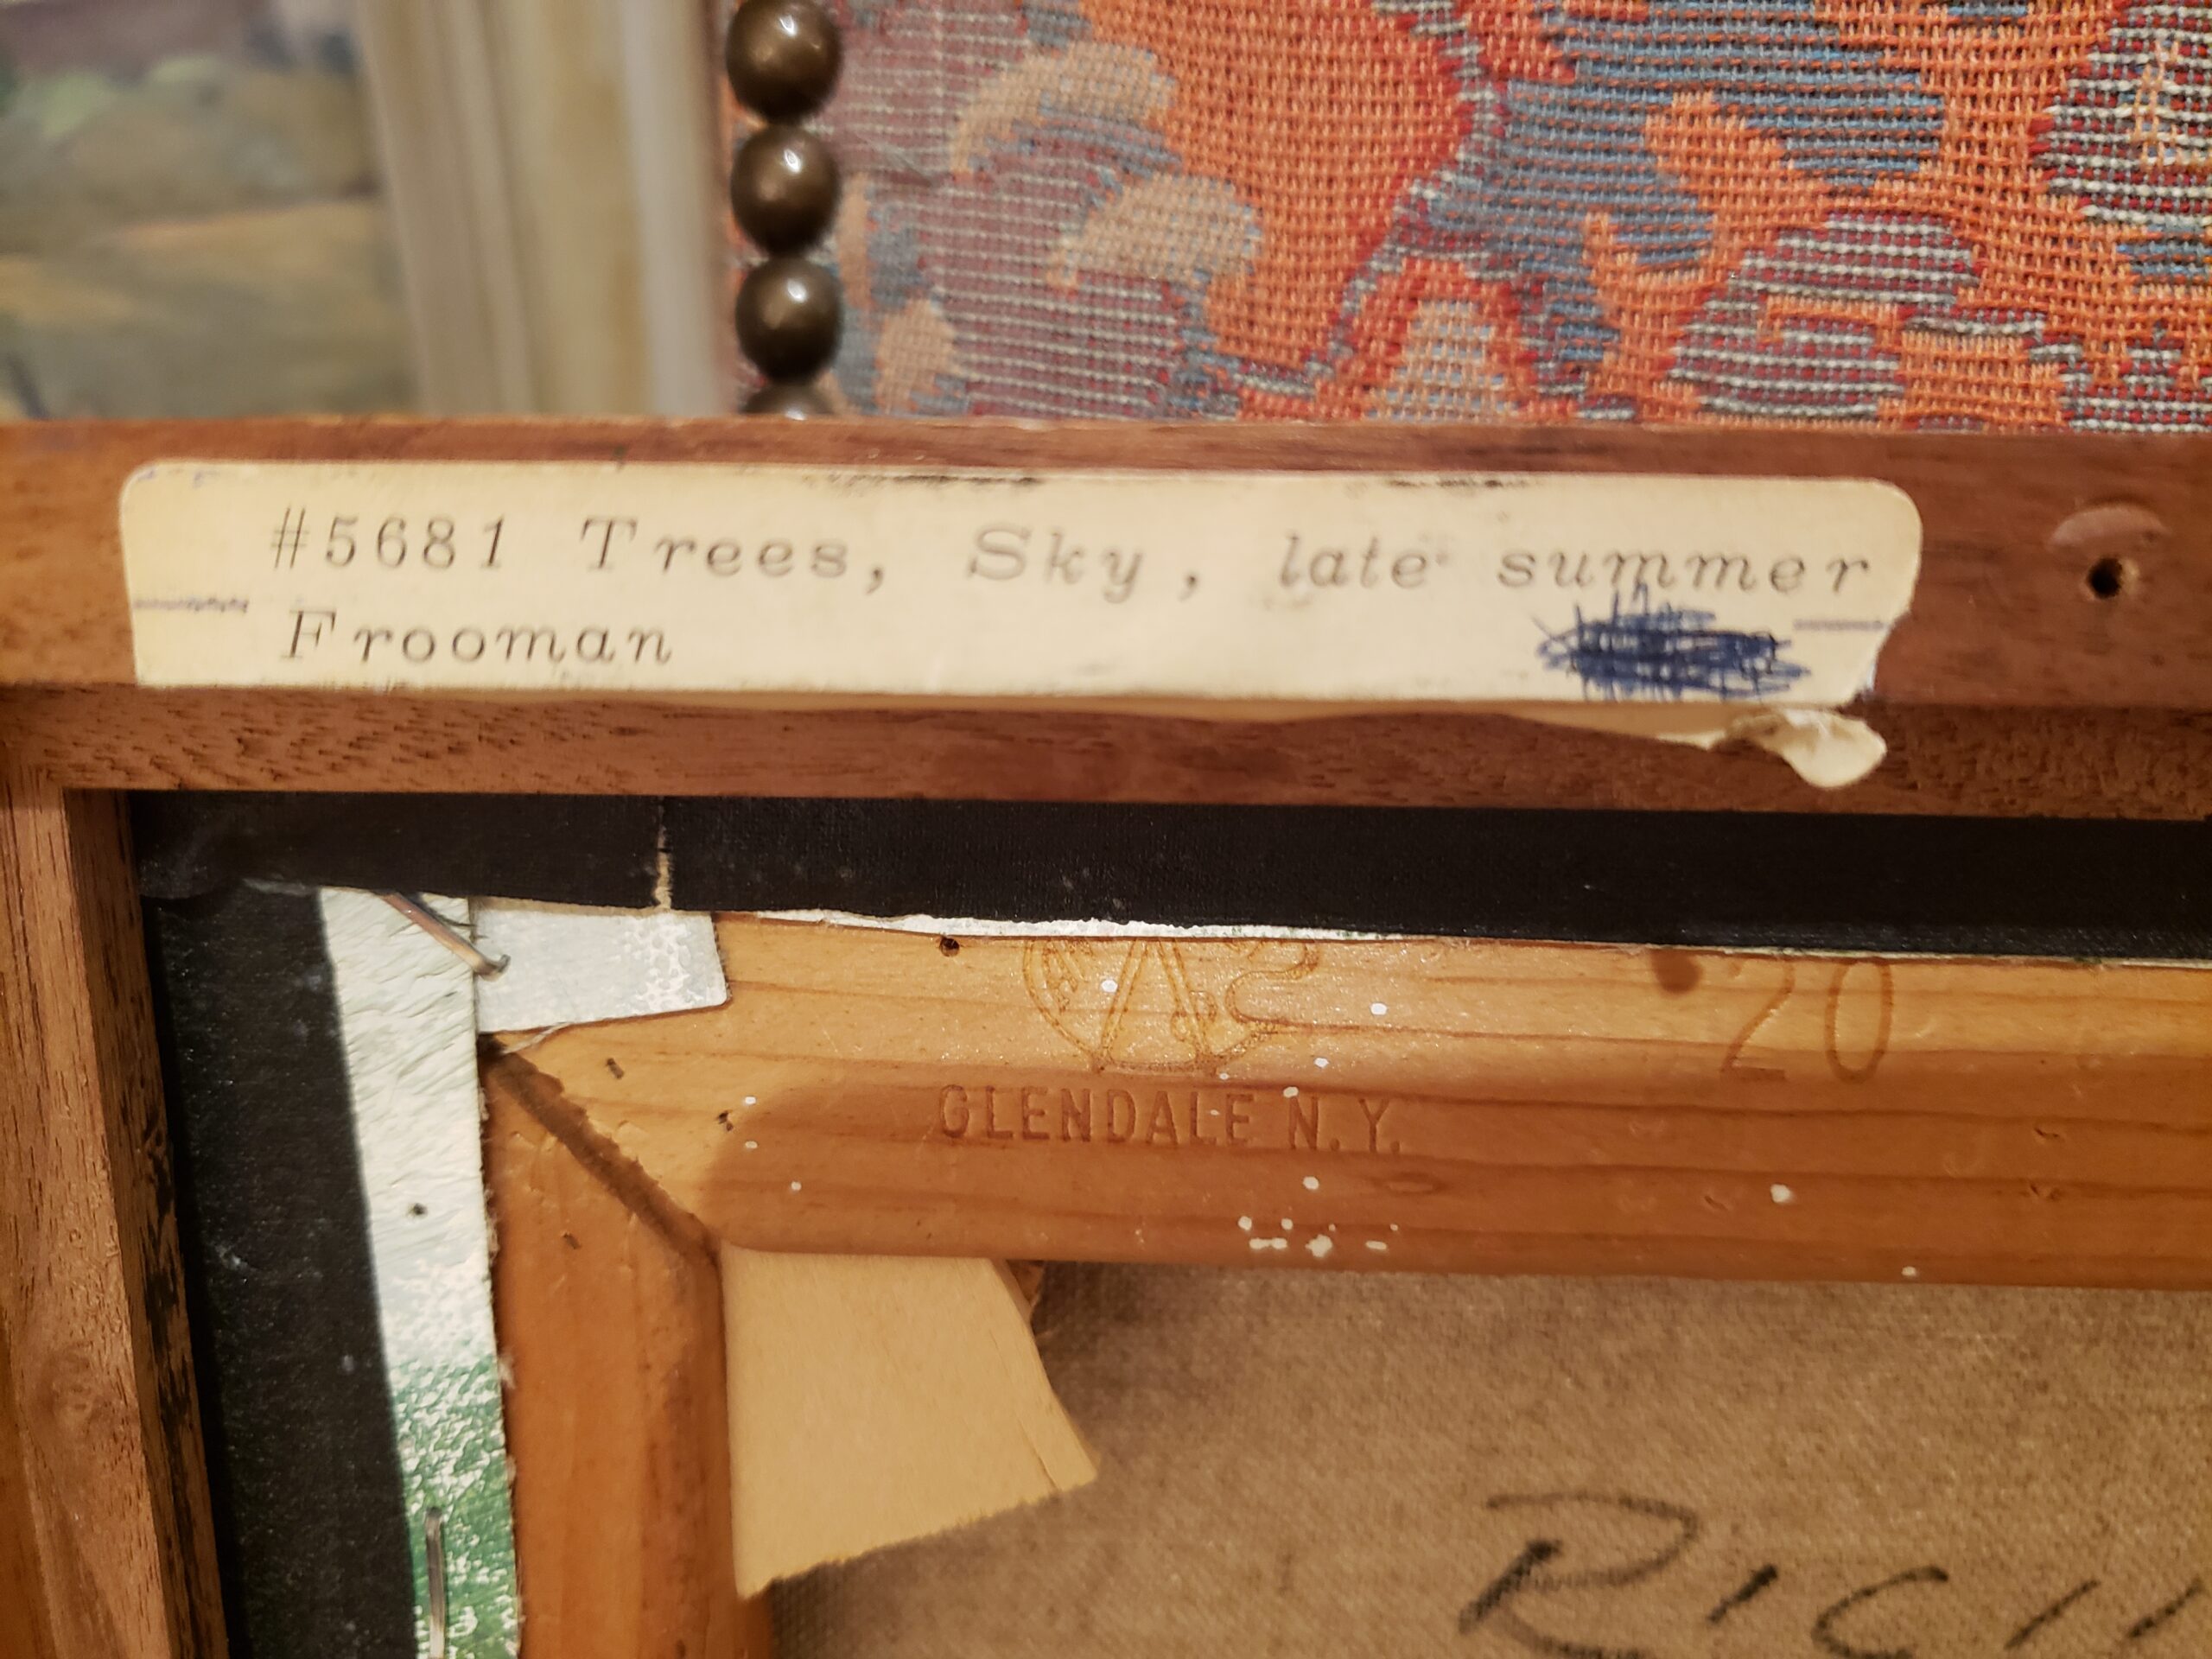 #5681 Trees, Sky, late summer
Frooman
20
GLENDALE N.Y.